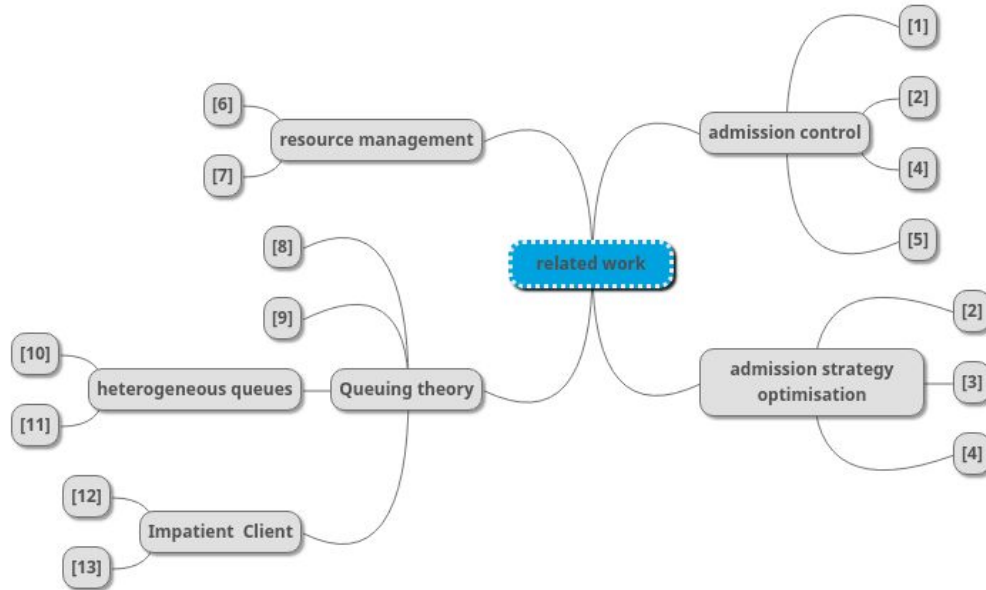 [1]
[6]
[2]
resource management
admission control
[7]
[4]
[8]
[5]
related work
[9]
[2]
[10]
heterogeneous queues
Queuing theory
admission strategy
optimisation
[3]
[11]
[4]
[12]
Impatient Client
[13]